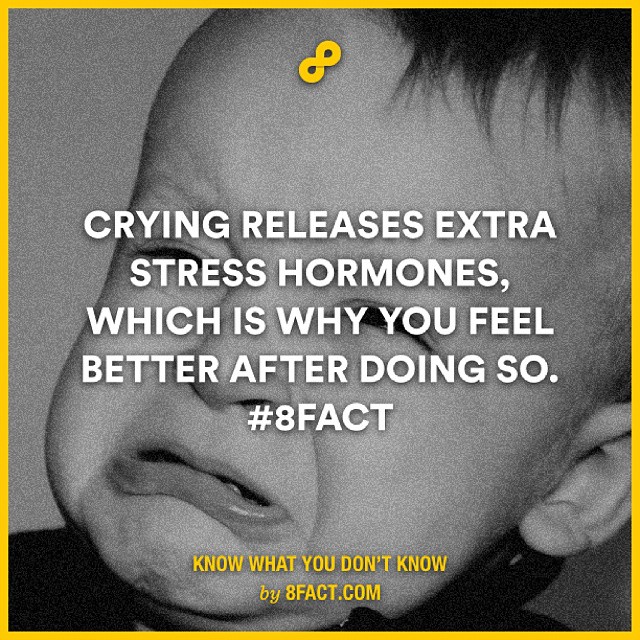 CRYING RELEASES EXTRA
STRESS HORMONES,
WHICH IS WHY YOU FEEL
BETTER AFTER DOING SO.
#8FACT
KNOW WHAT YOU DON'T KNOW
by 8FACT.COM